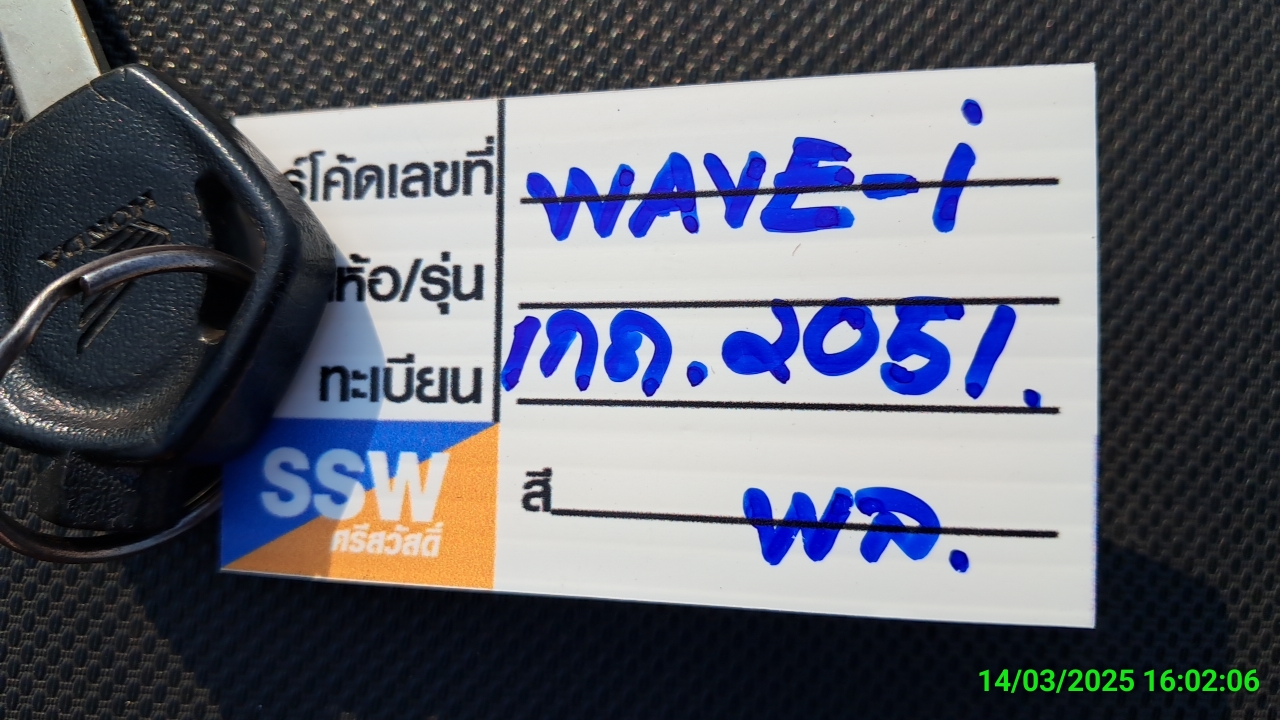 ร์โค้ดเลขที่ WAVE-i
ห้อ/รุ่น
ทะเบียน 1กถ.2051.
สี พล.
SSW
ศรีสวัสดิ์
HONDA
14/03/2025 16:02:06